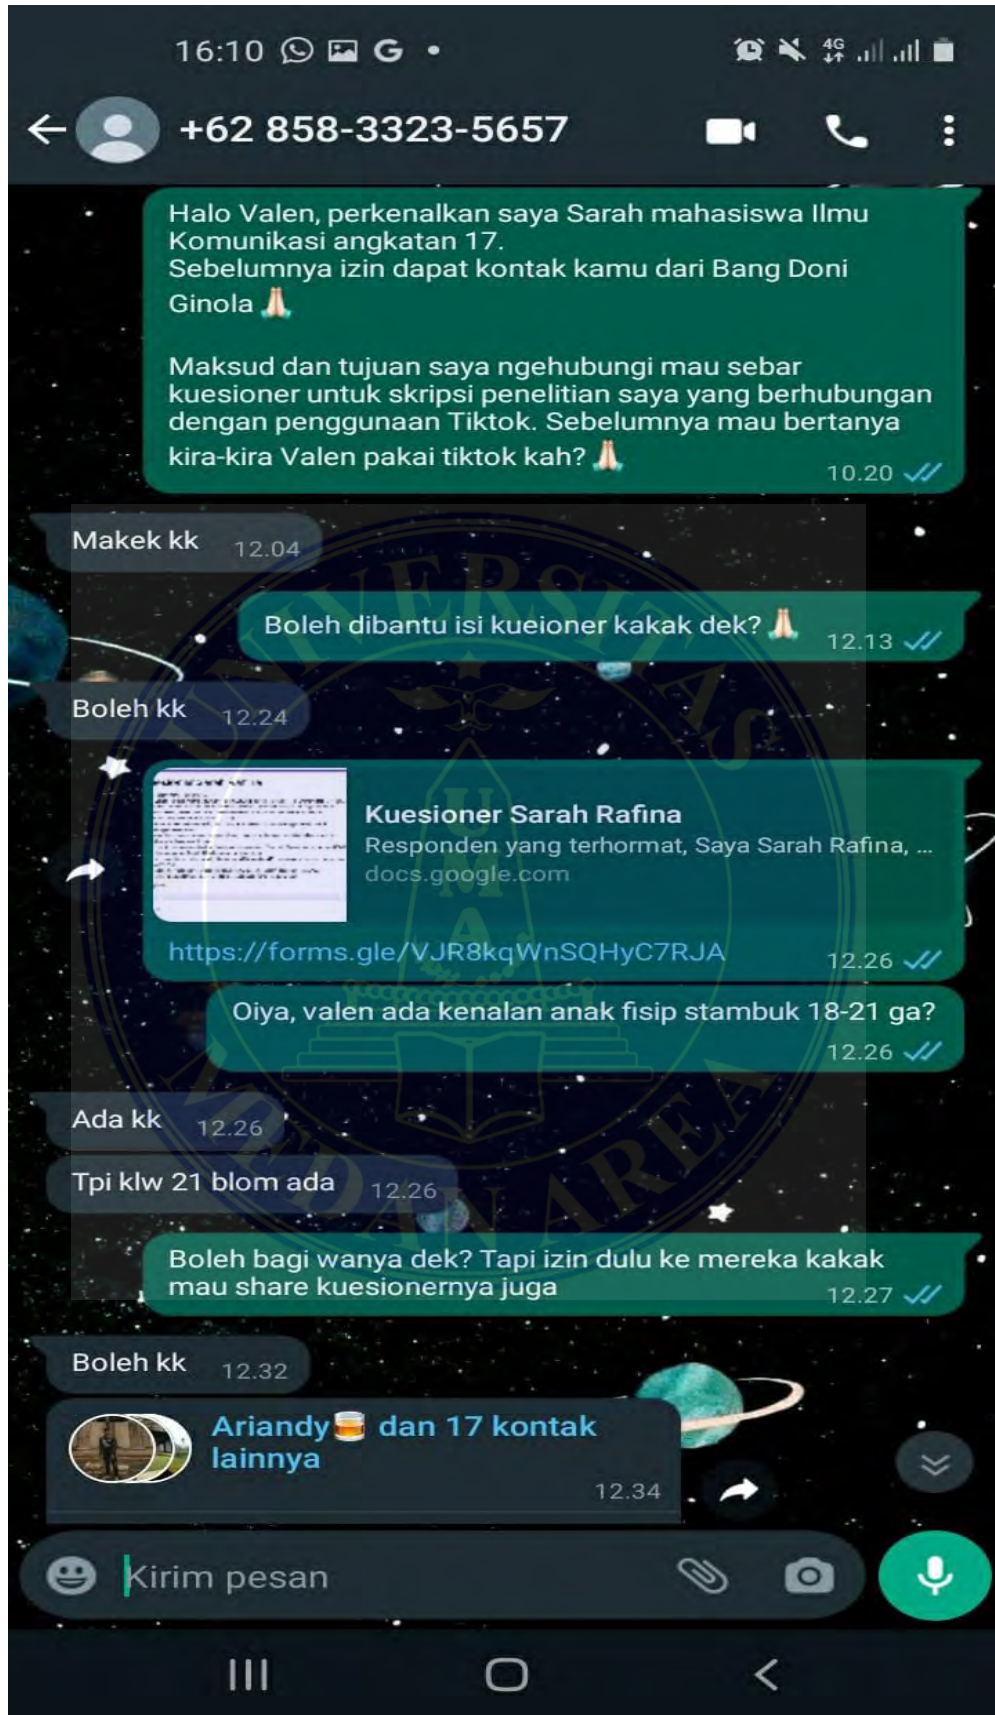 16:10 G
4G
+62 858-3323-5657
Halo Valen, perkenalkan saya Sarah mahasiswa Ilmu
Komunikasi angkatan 17.
Sebelumnya izin dapat kontak kamu dari Bang Doni
Ginola 🙏🏻
Maksud dan tujuan saya ngehubungi mau sebar
kuesioner untuk skripsi penelitian saya yang berhubungan
dengan penggunaan Tiktok. Sebelumnya mau bertanya
kira-kira Valen pakai tiktok kah? 🙏🏻
10.20
Makek kk 12.04
Boleh dibantu isi kueioner kakak dek? 🙏🏻 12.13
Boleh kk 12.24
Kuesioner Sarah Rafina
Responden yang terhormat, Saya Sarah Rafina, ...
docs.google.com
https://forms.gle/VJR8kqWnSQHyC7RJA 12.26
Oiya, valen ada kenalan anak fisip stambuk 18-21 ga?
12.26
Ada kk 12.26
Tpi klw 21 blom ada 12.26
Boleh bagi wanya dek? Tapi izin dulu ke mereka kakak
mau share kuesionernya juga 12.27
Boleh kk 12.32
Ariandy🥃 dan 17 kontak
lainnya
12.34
Kirim pesan
UNIVERSITAS
UMA
MEDAN AREA